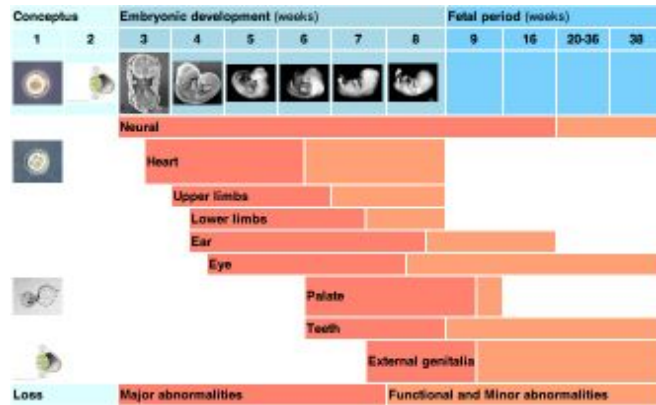 Conceptus Embryonic development (weeks) Fetal period (weeks)
1 2 3 4 5 6 7 8 9 16 20-36 38
Neural
Heart
Upper limbs
Lower limbs
Ear
Eye
Palate
Teeth
External genitalia
Loss Major abnormalities Functional and Minor abnormalities